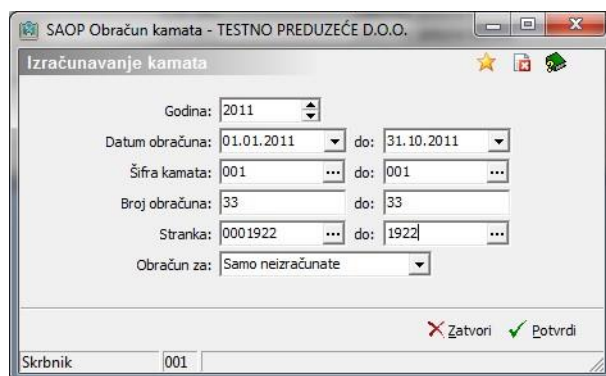 SAOP Obračun kamata - TESTNO PREDUZEĆE D.O.O.
Izračunavanje kamata
Godina: 2011
Datum obračuna: 01.01.2011 do: 31.10.2011
Šifra kamata: 001 ... do: 001 ...
Broj obračuna: 33 do: 33
Stranka: 0001922 ... do: 1922 ...
Obračun za: Samo neizračunate
Zatvori Potvrdi
Skrbnik 001